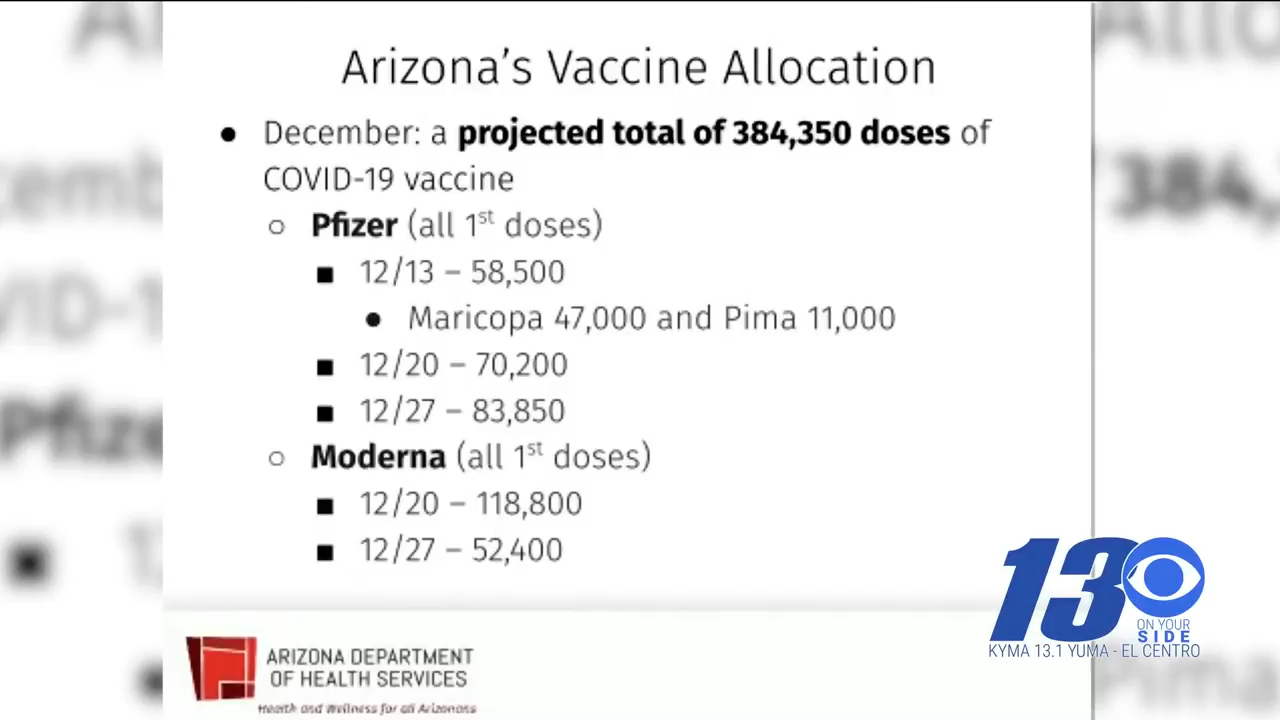 Arizona's Vaccine Allocation
● December: a projected total of 384,350 doses of
COVID-19 vaccine
○ Pfizer (all 1st doses)
■ 12/13 – 58,500
● Maricopa 47,000 and Pima 11,000
■ 12/20 – 70,200
■ 12/27 – 83,850
○ Moderna (all 1st doses)
■ 12/20 – 118,800
■ 12/27 – 52,400
ARIZONA DEPARTMENT
OF HEALTH SERVICES
Health and Wellness for all Arizonans
13
ON YOUR
SIDE
KYMA 13.1 YUMA - EL CENTRO